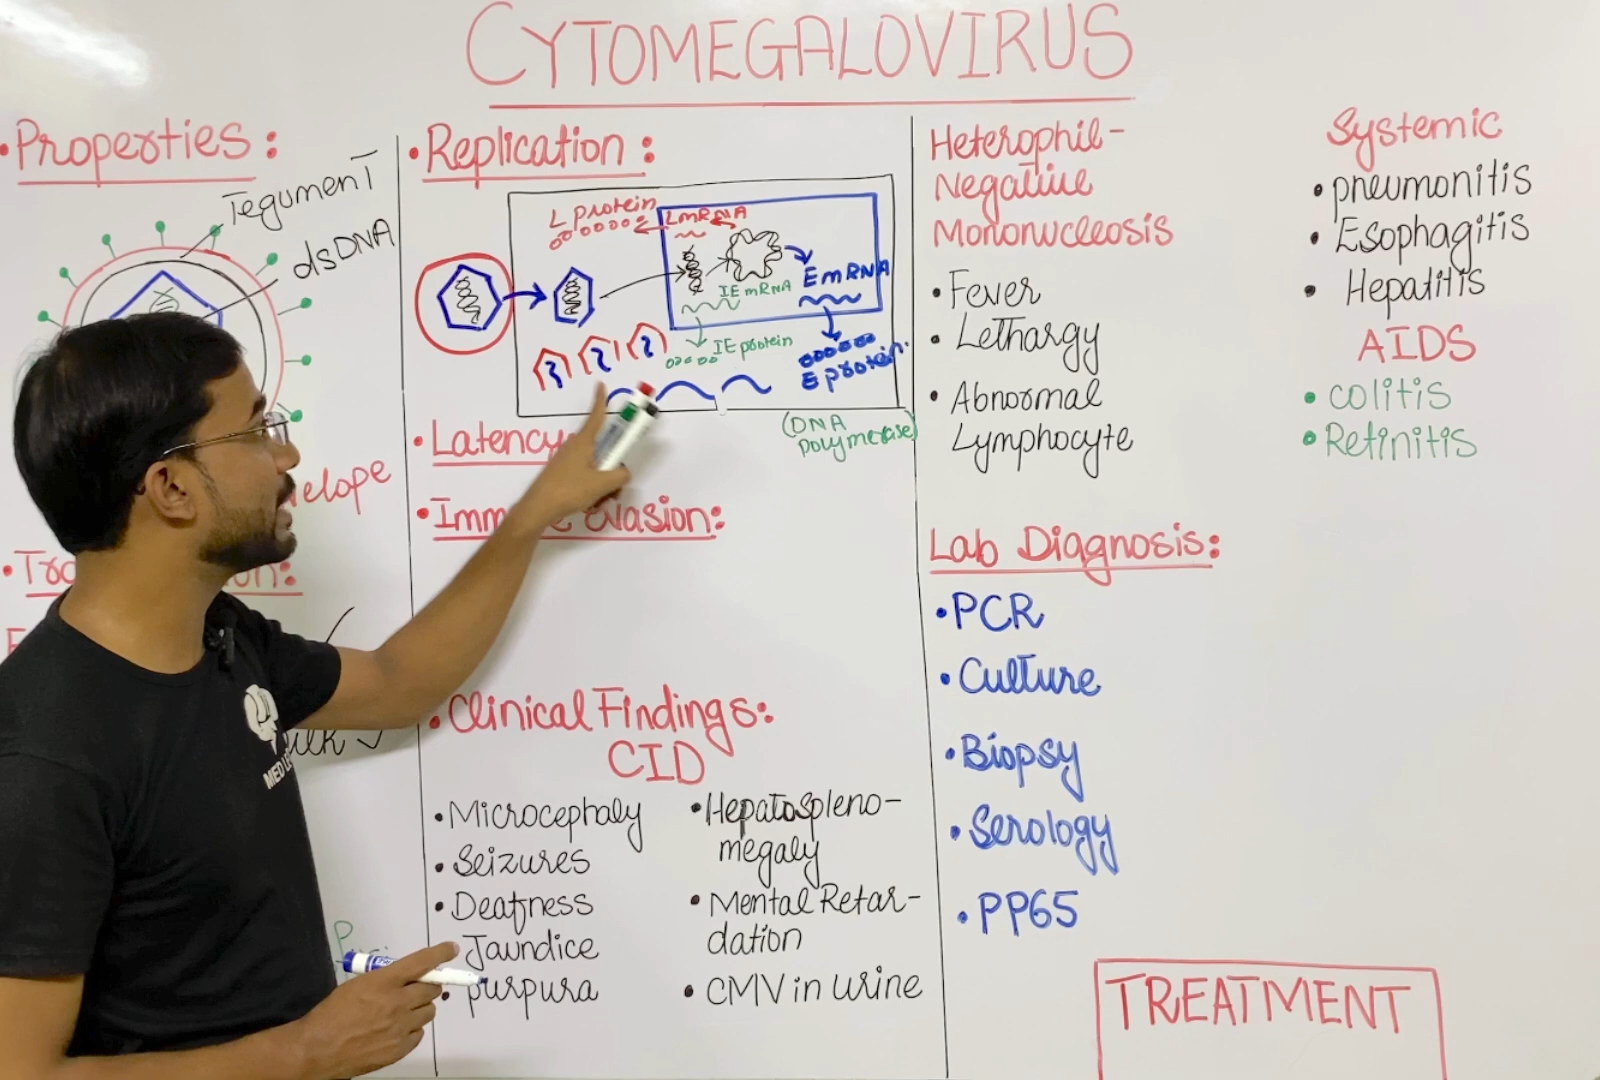 CYTOMEGALOVIRUS
•Properties:
Tegument
dsDNA
•Replication:
L protein
LmRNA
IE mRNA
EmRNA
IE protein
E protein
(DNA
polymerase)
•Latency
•Immune Evasion:
•Clinical Findings:
CID
•Microcephaly
•Seizures
•Deafness
Jaundice
•purpura
•Hepatospleno-
megaly
•Mental Retar-
dation
•CMV in urine
Heterophil-
Negative
Mononucleosis
•Fever
•Lethargy
•Abnormal
Lymphocyte
Lab Diagnosis:
•PCR
•Culture
•Biopsy
•Serology
•PP65
Systemic
•pneumonitis
•Esophagitis
•Hepatitis
AIDS
•colitis
•Retinitis
TREATMENT